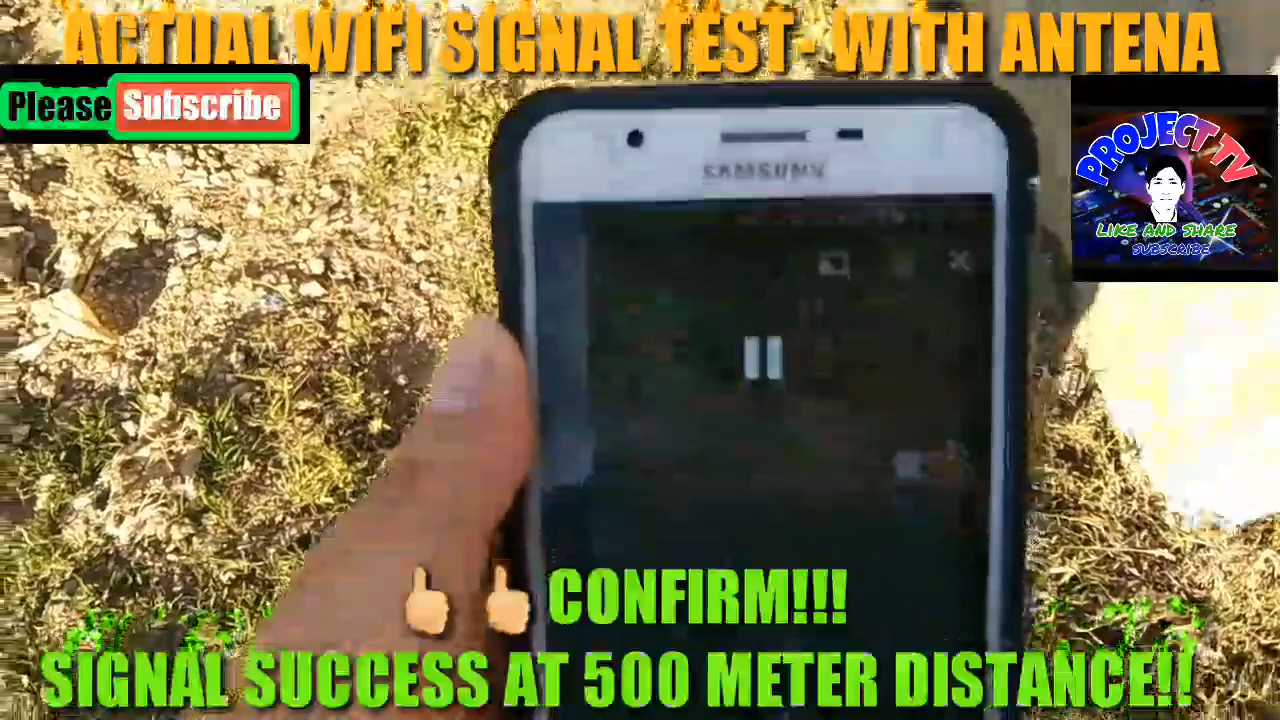 ACTUAL WIFI SIGNAL TEST- WITH ANTENA
Please Subscribe
PROJECT TV
LIKE AND SHARE
SUBSCRIBE
SAMSUNG
CONFIRM!!!
SIGNAL SUCCESS AT 500 METER DISTANCE!!